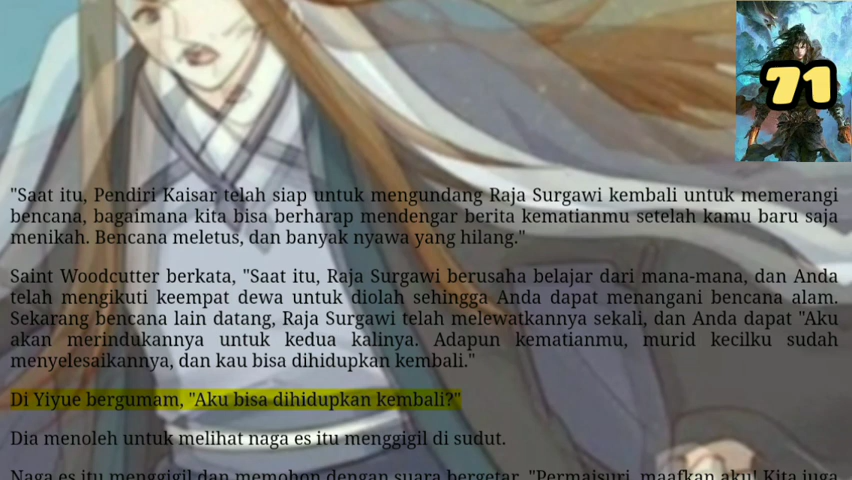 71
"Saat itu, Pendiri Kaisar telah siap untuk mengundang Raja Surgawi kembali untuk memerangi
bencana, bagaimana kita bisa berharap mendengar berita kematianmu setelah kamu baru saja
menikah. Bencana meletus, dan banyak nyawa yang hilang."
Saint Woodcutter berkata, "Saat itu, Raja Surgawi berusaha belajar dari mana-mana, dan Anda
telah mengikuti keempat dewa untuk diolah sehingga Anda dapat menangani bencana alam.
Sekarang bencana lain datang, Raja Surgawi telah melewatkannya sekali, dan Anda dapat "Aku
akan merindukannya untuk kedua kalinya. Adapun kematianmu, murid kecilku sudah
menyelesaikannya, dan kau bisa dihidupkan kembali."
Di Yiyue bergumam, "Aku bisa dihidupkan kembali?"
Dia menoleh untuk melihat naga es itu menggigil di sudut.
Naga es itu menggigil dan memohon dengan suara bergetar, "Permaisuri, maafkan aku! Kita juga